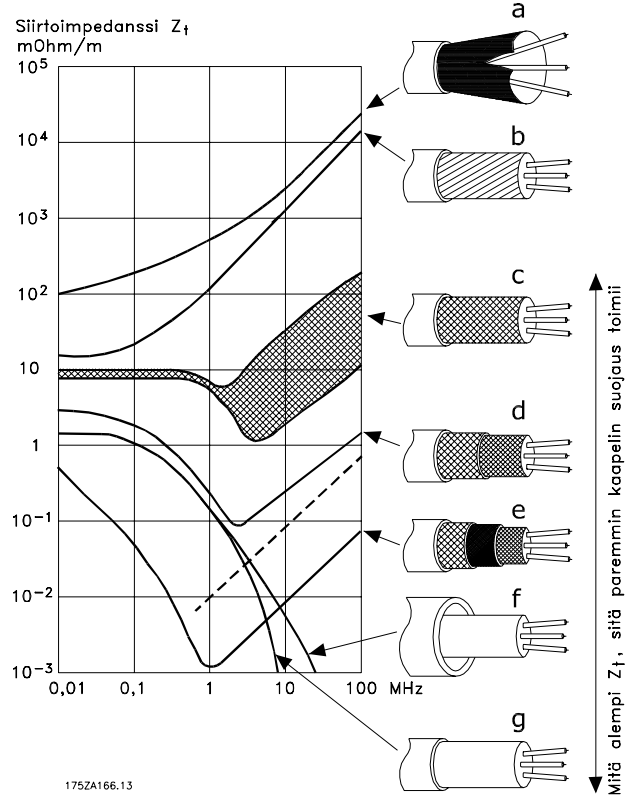 Siirtoimpedanssi Zt
mOhm/m
10⁵
10⁴
10³
10²
10
1
10⁻¹
10⁻²
10⁻³
0,01 0,1 1 10 100 MHz
a
b
c
d
e
f
g
Mitä alempi Zt, sitä paremmin kaapelin suojaus toimii
175ZA166.13